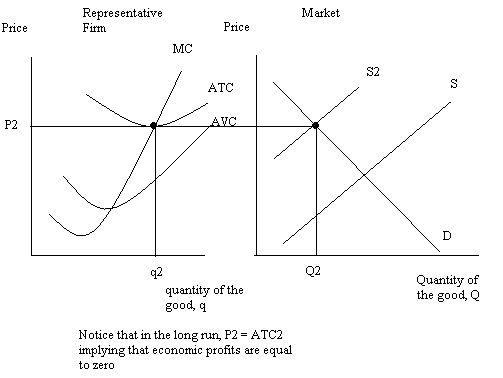 Representative
Firm
Price
Market
Price
MC
ATC
S2
S
P2
AVC
D
q2
Q2
quantity of the
good, q
Quantity of
the good, Q
Notice that in the long run, P2 = ATC2
implying that economic profits are equal
to zero